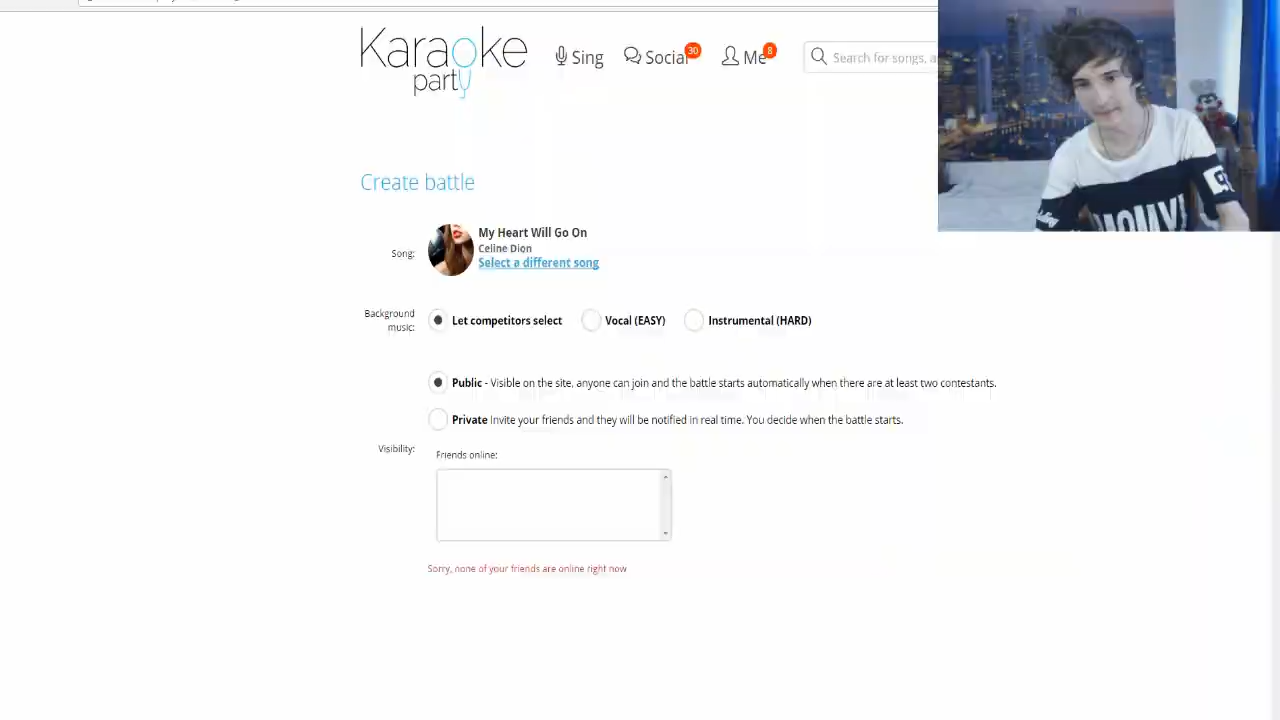 Karaoke
party
Sing
Social 30
Me 8
Search for songs, a
Create battle
Song:
My Heart Will Go On
Celine Dion
Select a different song
Background
music:
Let competitors select
Vocal (EASY)
Instrumental (HARD)
Public - Visible on the site, anyone can join and the battle starts automatically when there are at least two contestants.
Private Invite your friends and they will be notified in real time. You decide when the battle starts.
Visibility:
Friends online:
Sorry, none of your friends are online right now